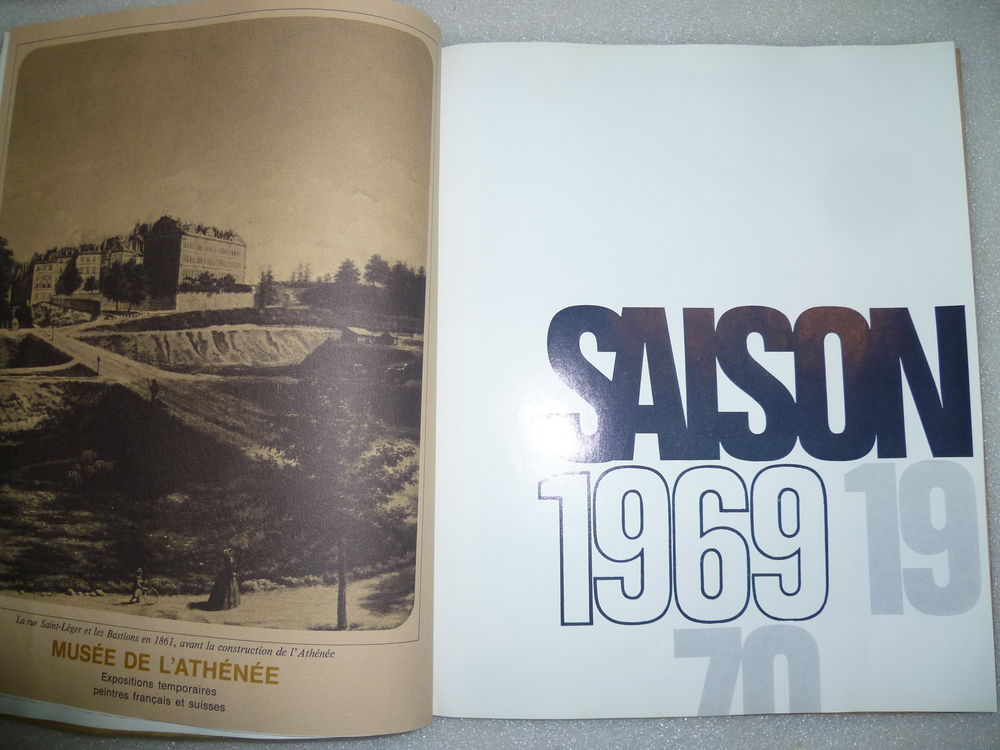 La rue Saint-Léger et les Bastions en 1861, avant la construction de l'Athénée
MUSÉE DE L'ATHÉNÉE
Expositions temporaires
peintres français et suisses
SAISON
1969 19
70